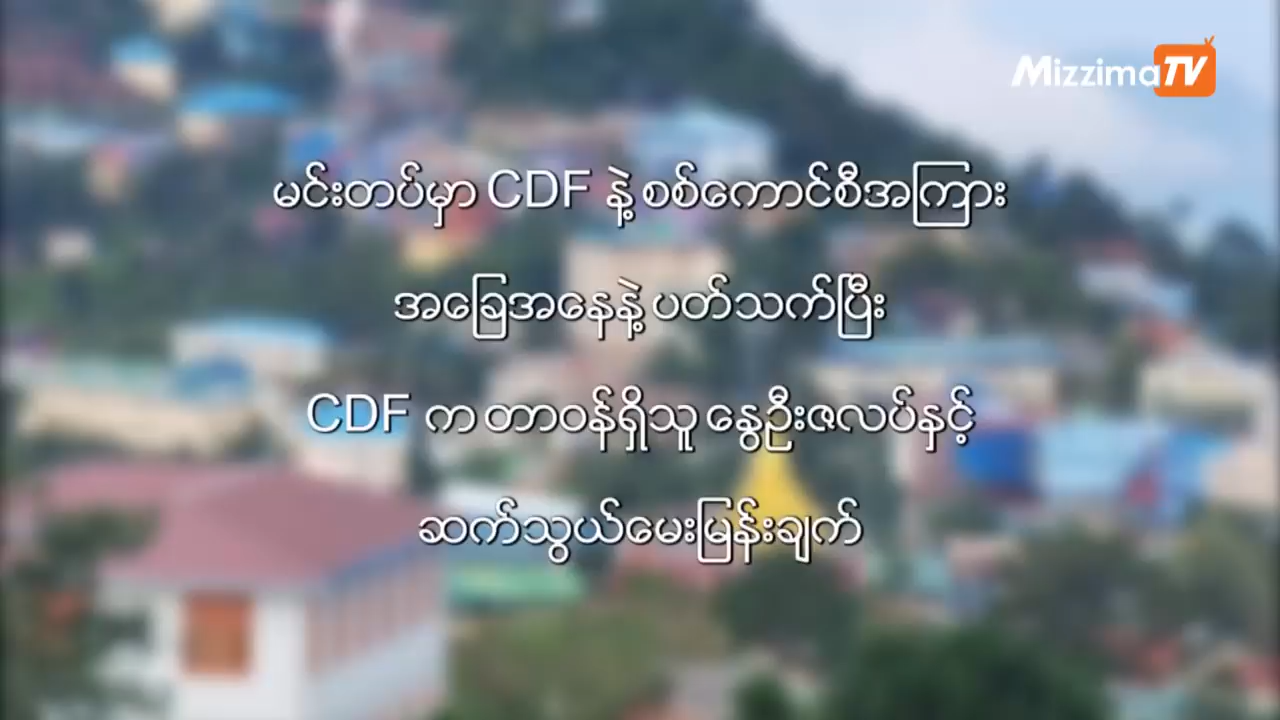 MizzimaTV
မင်းတပ်မှာ CDF နဲ့ စစ်ကောင်စီအကြား
အခြေအနေနဲ့ ပတ်သက်ပြီး
CDF က တာဝန်ရှိသူ နွေဦးဇလပ်နှင့်
ဆက်သွယ်မေးမြန်းချက်